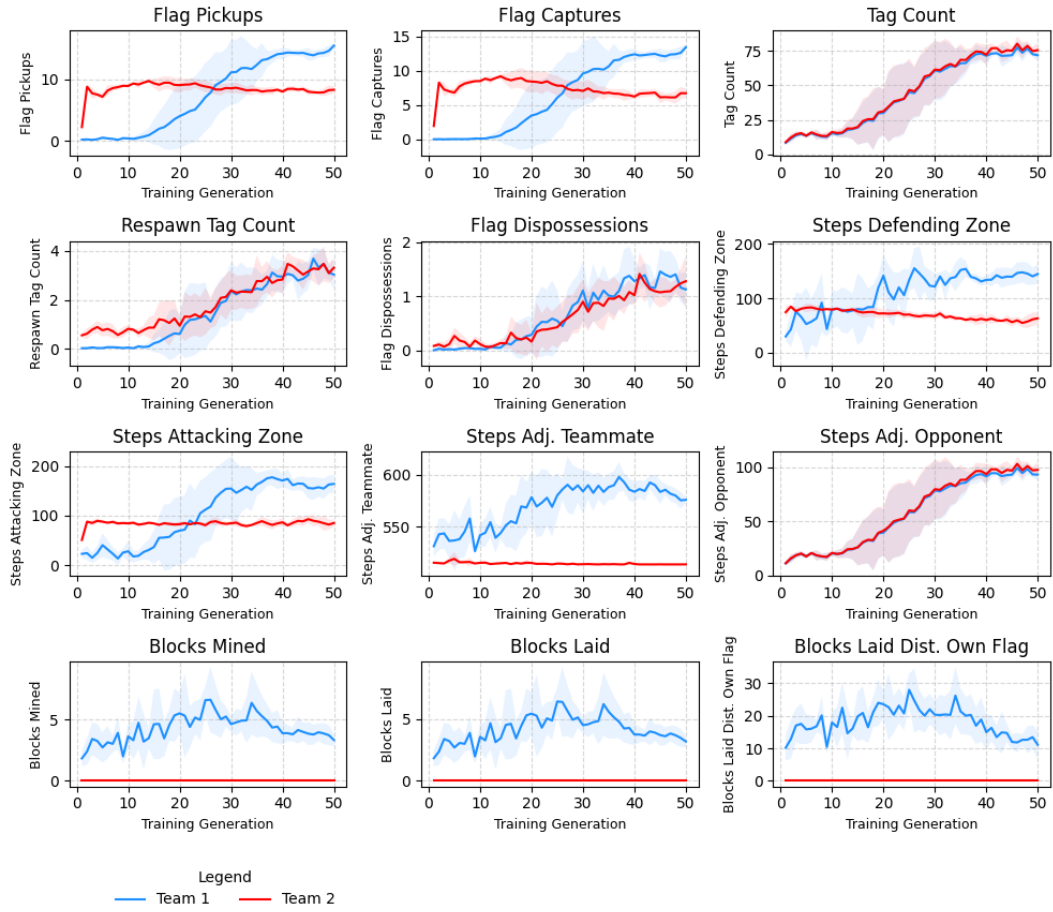 Flag Pickups
Flag Captures
Tag Count
Flag Pickups
10
0
0 10 20 30 40 50
Training Generation
Flag Captures
15
10
5
0
0 10 20 30 40 50
Training Generation
Tag Count
75
50
25
0
0 10 20 30 40 50
Training Generation
Respawn Tag Count
Flag Dispossessions
Steps Defending Zone
Respawn Tag Count
4
2
0
0 10 20 30 40 50
Training Generation
Flag Dispossessions
2
1
0
0 10 20 30 40 50
Training Generation
Steps Defending Zone
200
100
0
0 10 20 30 40 50
Training Generation
Steps Attacking Zone
Steps Adj. Teammate
Steps Adj. Opponent
Steps Attacking Zone
200
100
0
0 10 20 30 40 50
Training Generation
Steps Adj. Teammate
600
550
0 10 20 30 40 50
Training Generation
Steps Adj. Opponent
100
50
0
0 10 20 30 40 50
Training Generation
Blocks Mined
Blocks Laid
Blocks Laid Dist. Own Flag
Blocks Mined
5
0
0 10 20 30 40 50
Training Generation
Blocks Laid
5
0
0 10 20 30 40 50
Training Generation
Blocks Laid Dist. Own Flag
30
20
10
0
0 10 20 30 40 50
Training Generation
Legend
Team 1 Team 2